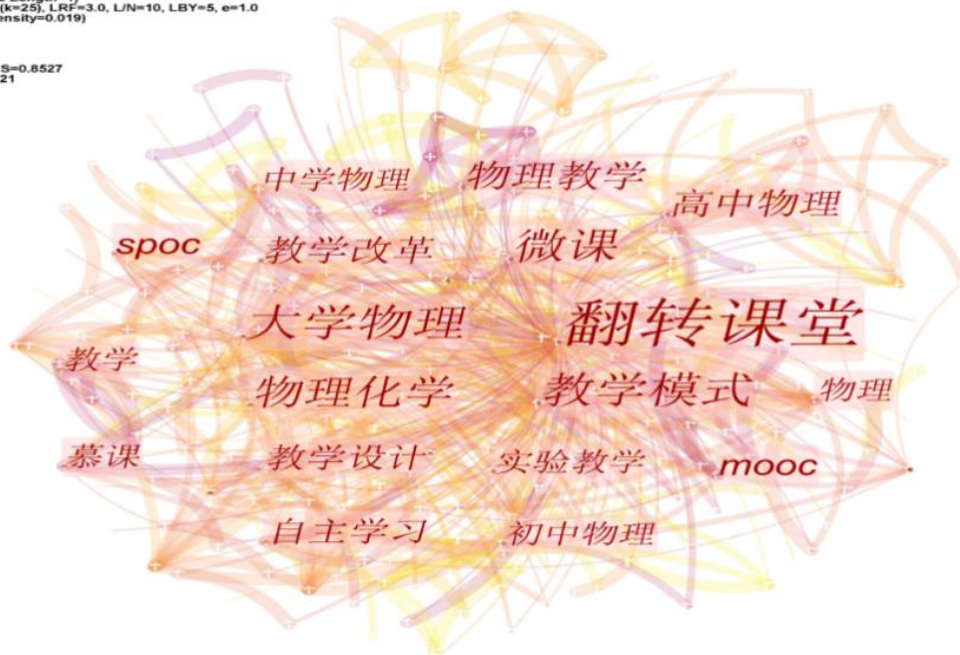 (k=25), LRF=3.0, L/N=10, LBY=5, e=1.0
ensity=0.019)
S=0.8527
21
中学物理
物理教学
高中物理
spoc
教学改革
微课
大学物理
翻转课堂
教学
物理化学
教学模式
物理
慕课
教学设计
实验教学
mooc
自主学习
初中物理